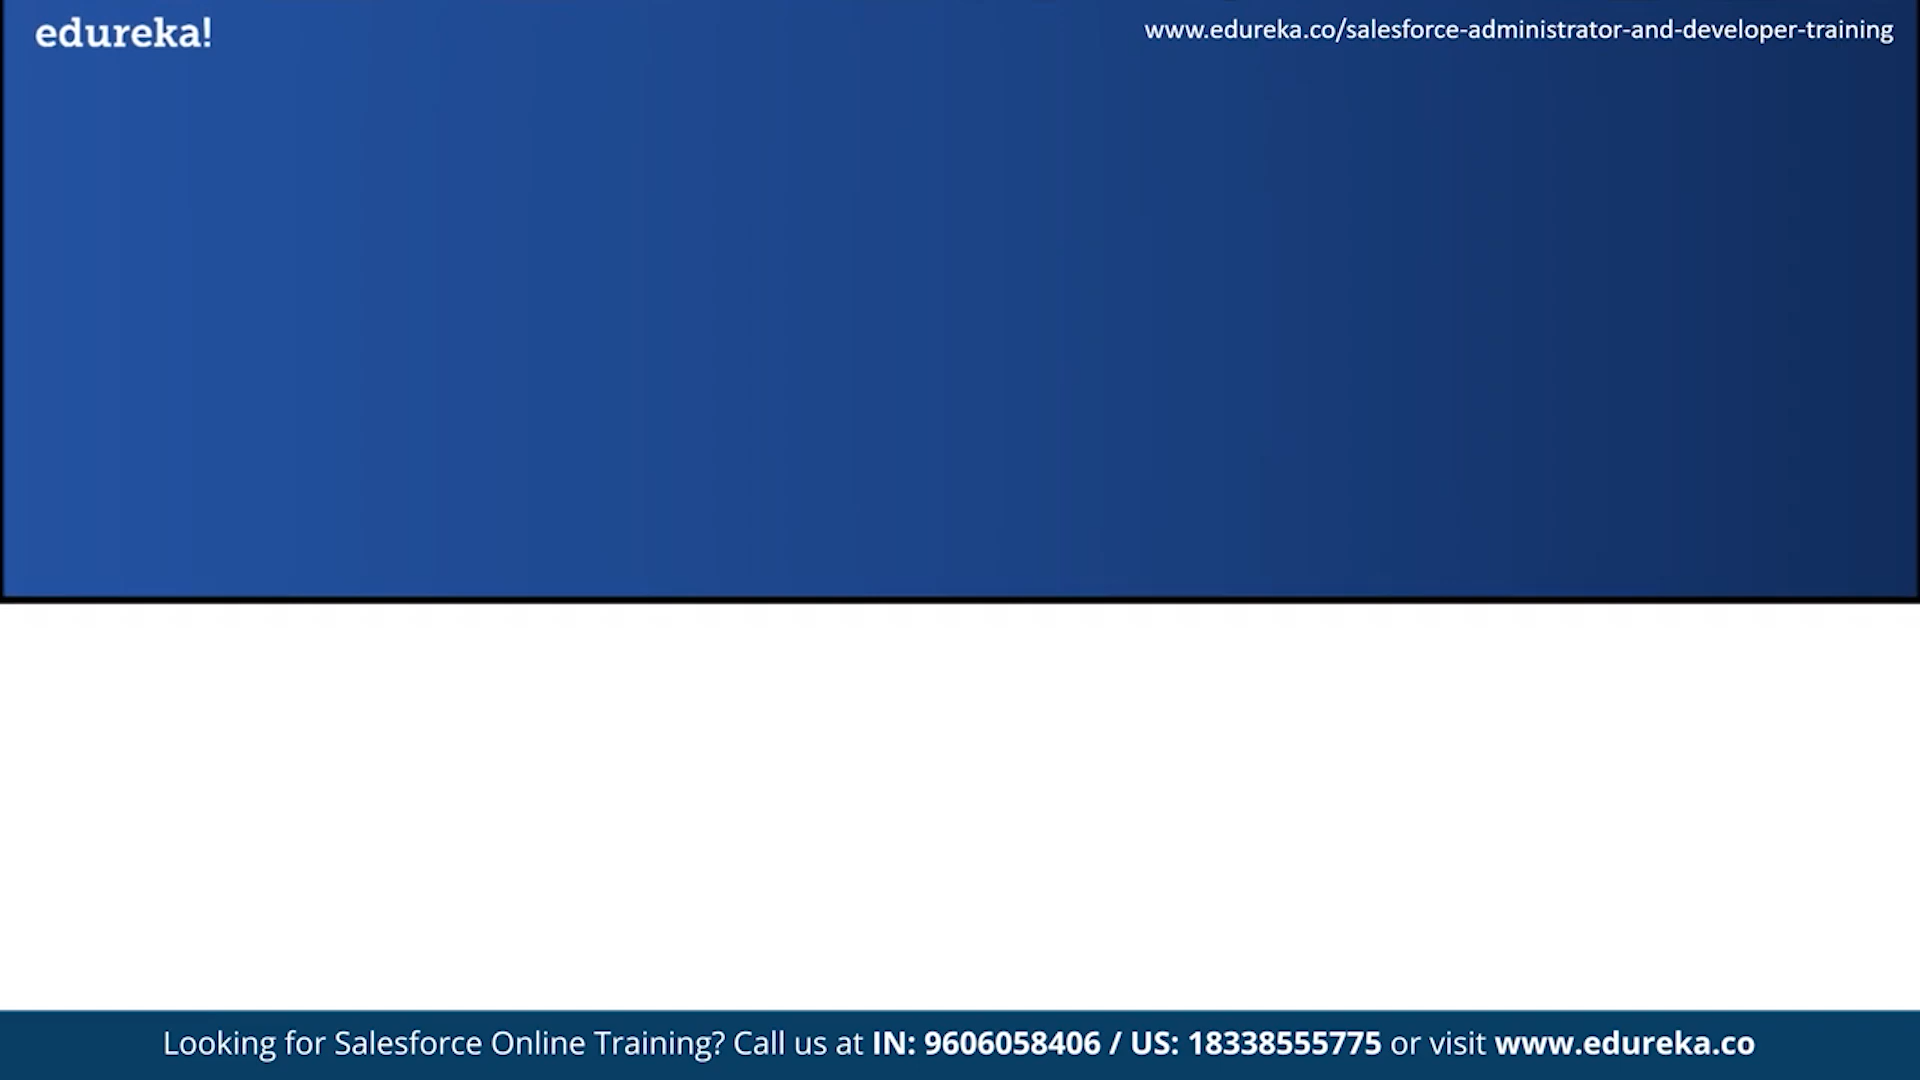 edureka!
www.edureka.co/salesforce-administrator-and-developer-training
Looking for Salesforce Online Training? Call us at IN: 9606058406 / US: 18338555775 or visit www.edureka.co